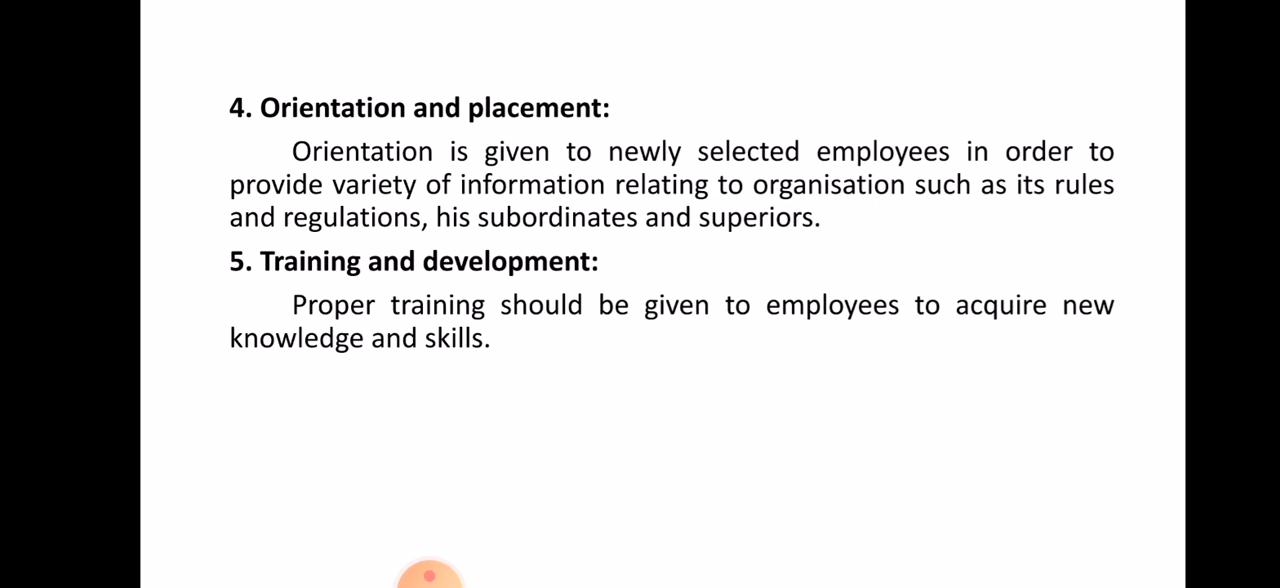 4. Orientation and placement:
Orientation is given to newly selected employees in order to
provide variety of information relating to organisation such as its rules
and regulations, his subordinates and superiors.
5. Training and development:
Proper training should be given to employees to acquire new
knowledge and skills.